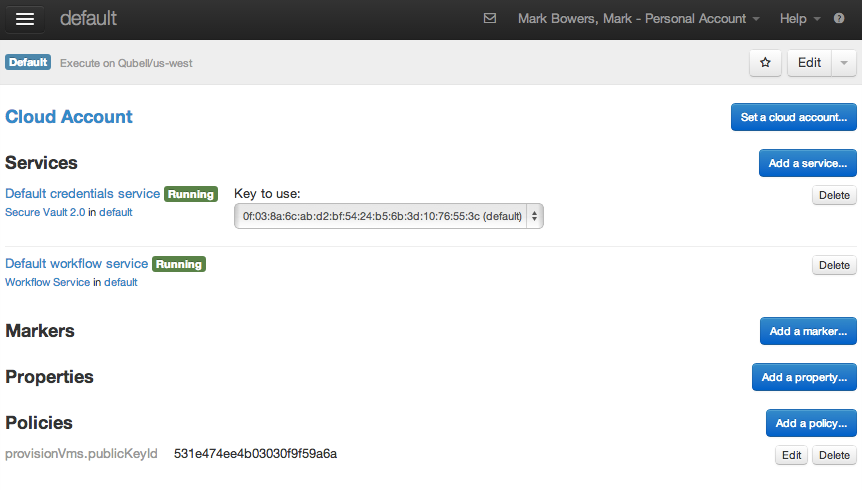 default
Mark Bowers, Mark - Personal Account
Help
?
Default
Execute on Qubell/us-west
Edit
Cloud Account
Set a cloud account...
Services
Add a service...
Default credentials service Running
Key to use:
Delete
Secure Vault 2.0 in default
0f:03:8a:6c:ab:d2:bf:54:24:b5:6b:3d:10:76:55:3c (default)
Default workflow service Running
Delete
Workflow Service in default
Markers
Add a marker...
Properties
Add a property...
Policies
Add a policy...
provisionVms.publicKeyId 531e474ee4b03030f9f59a6a
Edit
Delete